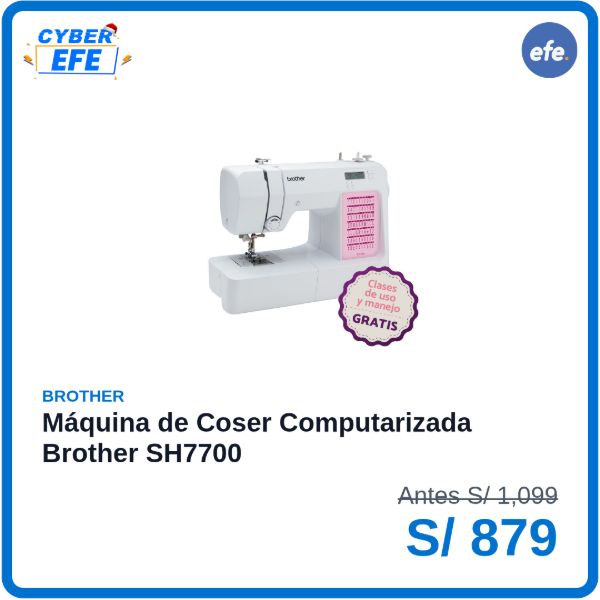 CYBER
EFE
efe.
brother
Clases
de uso
y manejo
GRATIS
BROTHER
Máquina de Coser Computarizada
Brother SH7700
Antes S/ 1,099
S/ 879